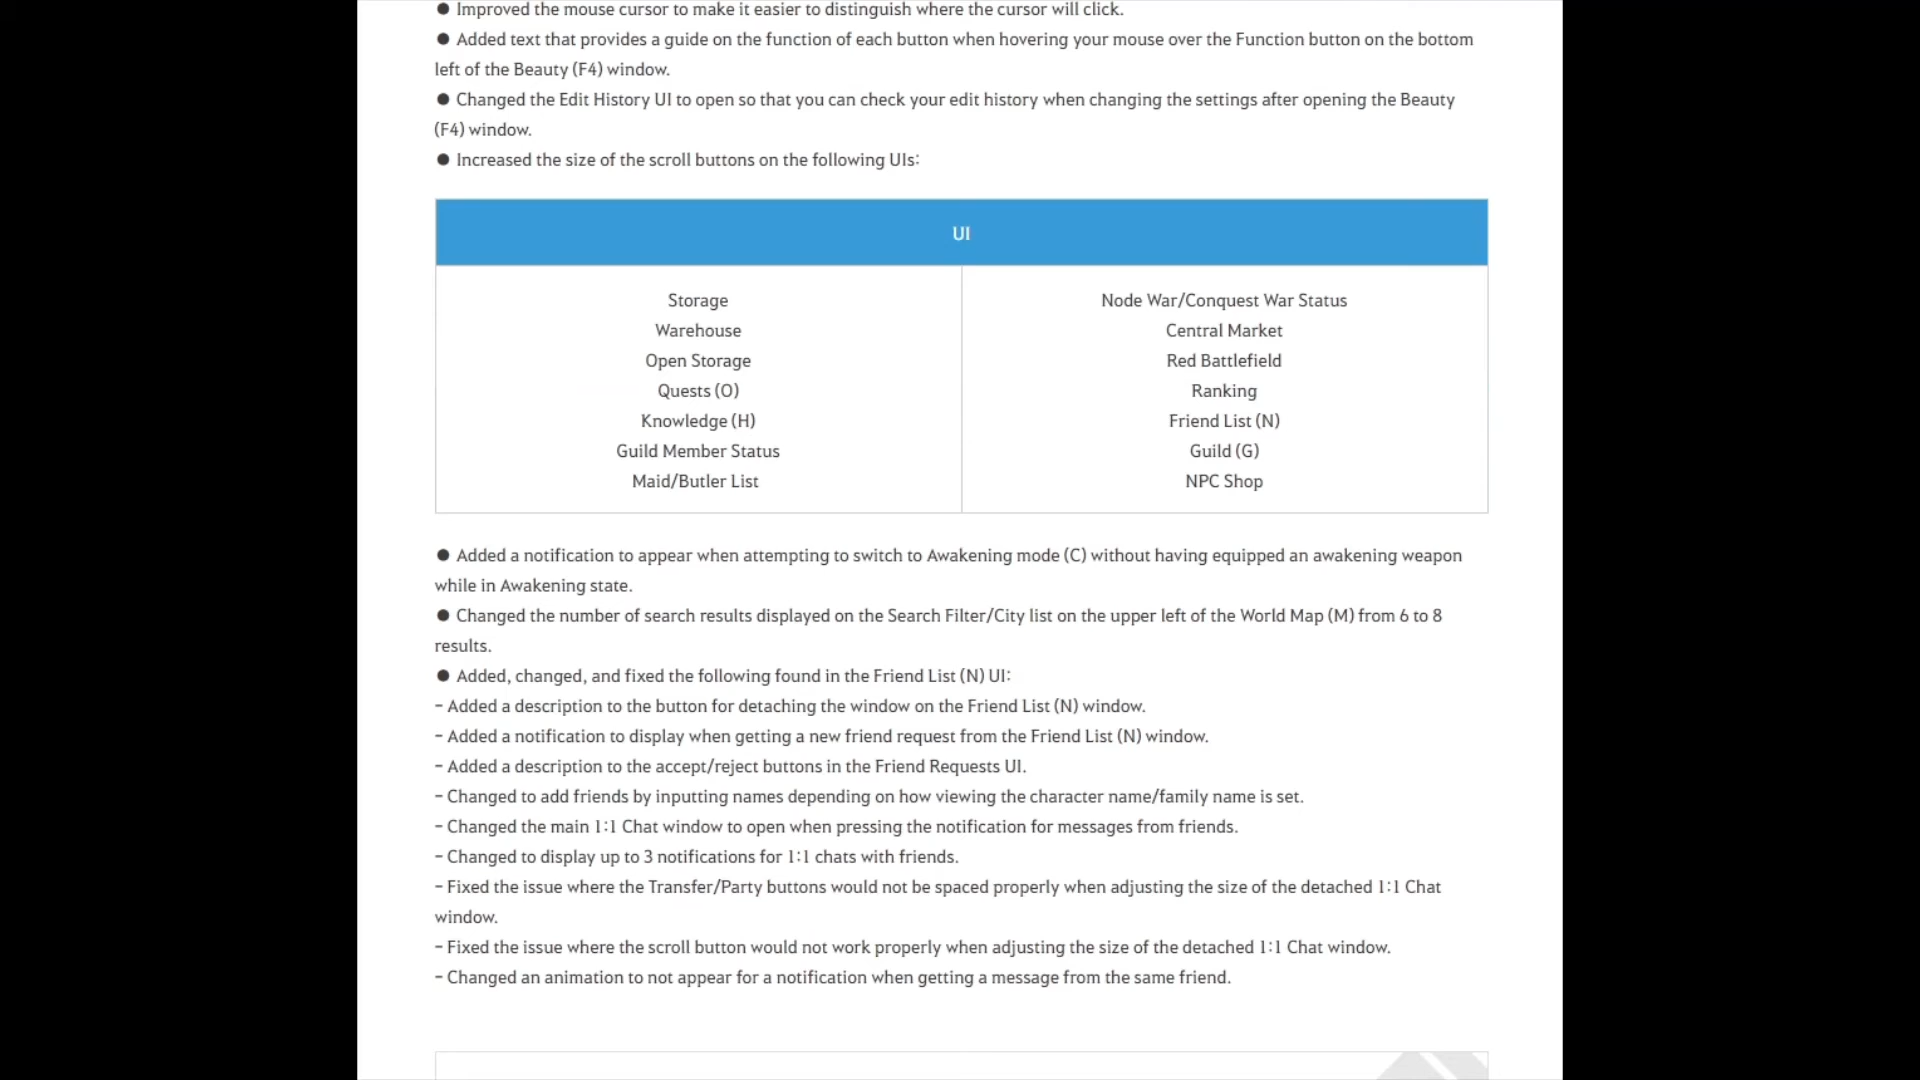 ● Improved the mouse cursor to make it easier to distinguish where the cursor will click.
● Added text that provides a guide on the function of each button when hovering your mouse over the Function button on the bottom
left of the Beauty (F4) window.
● Changed the Edit History UI to open so that you can check your edit history when changing the settings after opening the Beauty
(F4) window.
● Increased the size of the scroll buttons on the following UIs:
UI
Storage
Warehouse
Open Storage
Quests (O)
Knowledge (H)
Guild Member Status
Maid/Butler List
Node War/Conquest War Status
Central Market
Red Battlefield
Ranking
Friend List (N)
Guild (G)
NPC Shop
● Added a notification to appear when attempting to switch to Awakening mode (C) without having equipped an awakening weapon
while in Awakening state.
● Changed the number of search results displayed on the Search Filter/City list on the upper left of the World Map (M) from 6 to 8
results.
● Added, changed, and fixed the following found in the Friend List (N) UI:
- Added a description to the button for detaching the window on the Friend List (N) window.
- Added a notification to display when getting a new friend request from the Friend List (N) window.
- Added a description to the accept/reject buttons in the Friend Requests UI.
- Changed to add friends by inputting names depending on how viewing the character name/family name is set.
- Changed the main 1:1 Chat window to open when pressing the notification for messages from friends.
- Changed to display up to 3 notifications for 1:1 chats with friends.
- Fixed the issue where the Transfer/Party buttons would not be spaced properly when adjusting the size of the detached 1:1 Chat
window.
- Fixed the issue where the scroll button would not work properly when adjusting the size of the detached 1:1 Chat window.
- Changed an animation to not appear for a notification when getting a message from the same friend.